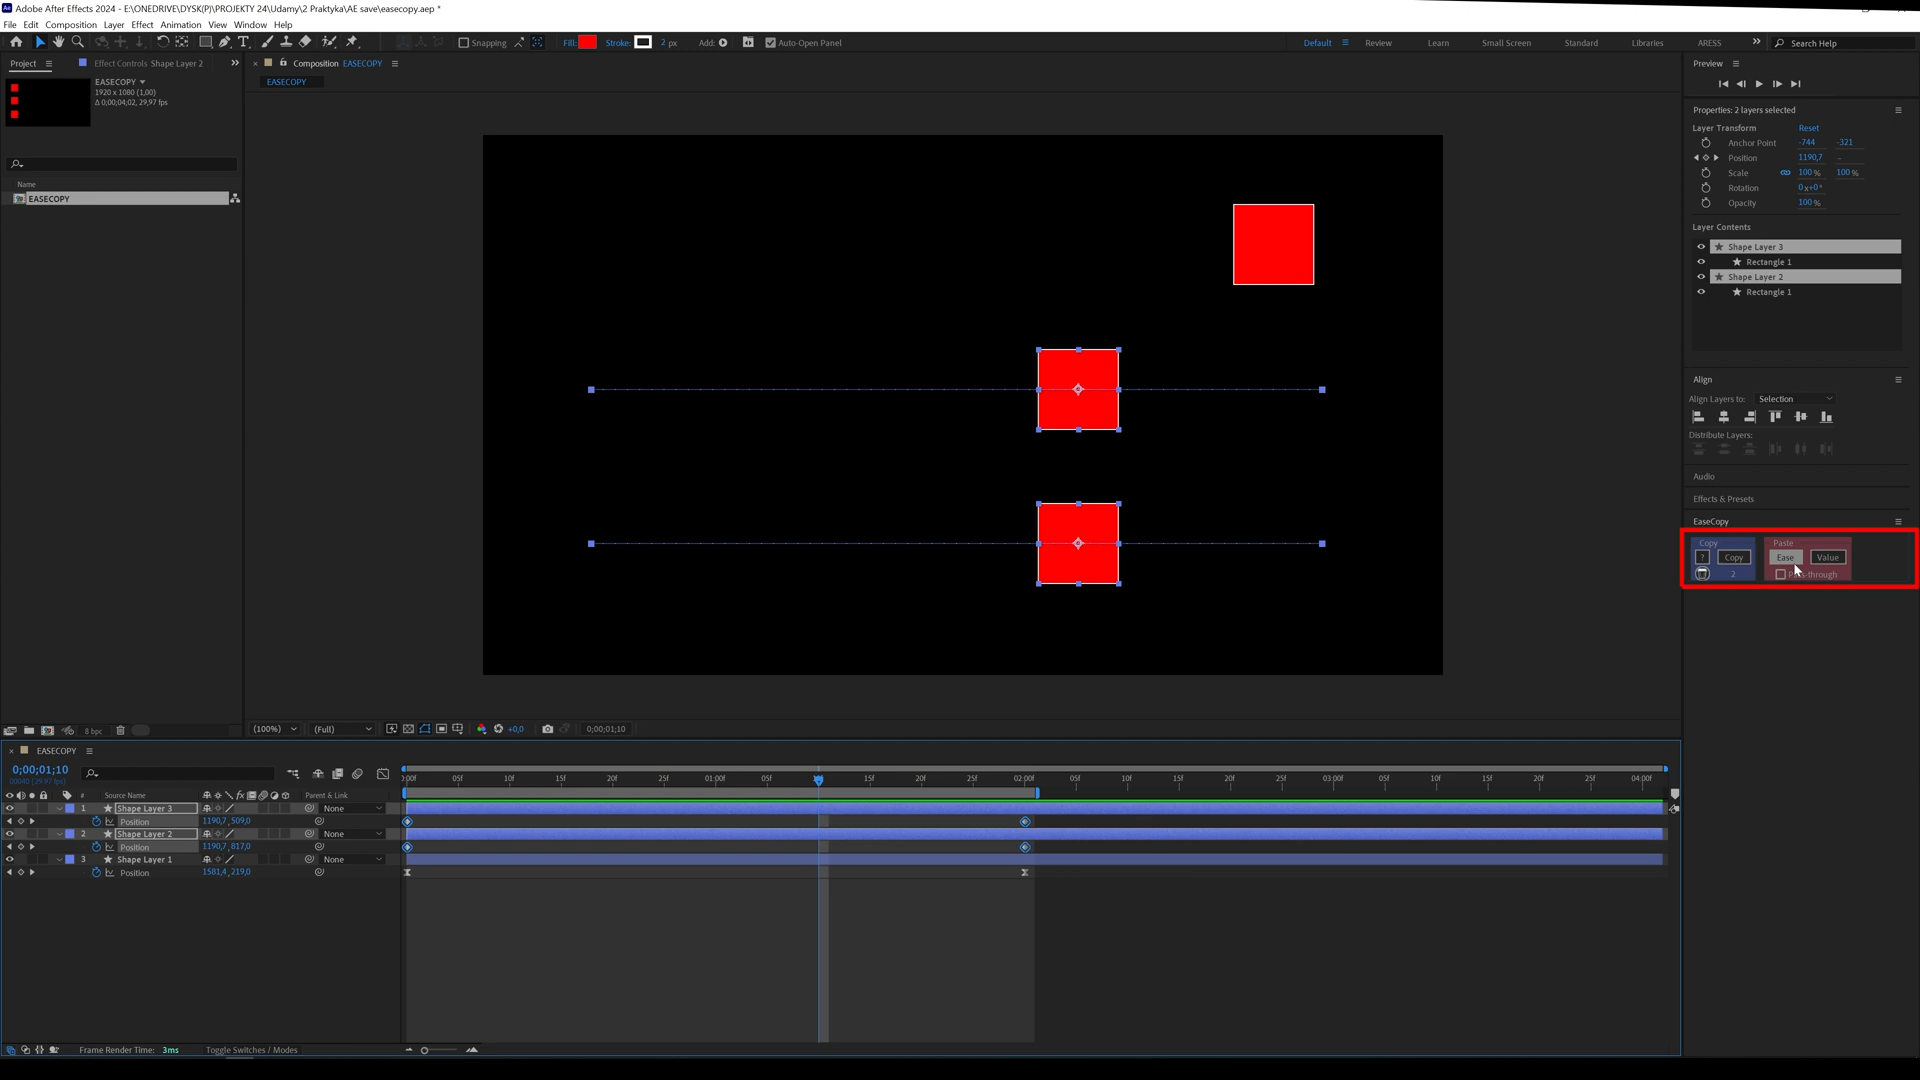 Adobe After Effects 2024 - E:\ONEDRIVE\DYSK(P)\PROJEKTY 24\Udamy\2 Praktyka\AE save\easecopy.aep *
File Edit Composition Layer Effect Animation View Window Help
Snapping Fill: Stroke: 2 px Add: Auto-Open Panel Default Review Learn Small Screen Standard Libraries ARESS Search Help
Project Effect Controls Shape Layer 2
Composition EASECOPY
EASECOPY
EASECOPY
1920 x 1080 (1,00)
Δ 0;00;04;02, 29,97 fps
Name
EASECOPY
8 bpc
(100%) (Full) +0,0 0;00;01;10
Preview
Properties: 2 layers selected
Layer Transform Reset
Anchor Point -744 -321
Position 1190,7 –
Scale 100 % 100 %
Rotation 0x+0°
Opacity 100 %
Layer Contents
Shape Layer 3
Rectangle 1
Shape Layer 2
Rectangle 1
Align
Align Layers to: Selection
Distribute Layers:
Audio
Effects & Presets
EaseCopy
Copy Paste
? Copy Ease Value
2
EASECOPY
0;00;01;10
00040 (29.97 fps)
05f 10f 15f 20f 01:00f 05f 15f 20f 02:00f 05f 10f 15f 20f 03:00f 05f 10f 15f 20f 04:00f
# Source Name fx Parent & Link
1 Shape Layer 3 None
Position 1190,7 ,509,0
2 Shape Layer 2 None
Position 1190,7 ,817,0
3 Shape Layer 1 None
Position 1581,4 ,219,0
Frame Render Time: 3ms Toggle Switches / Modes